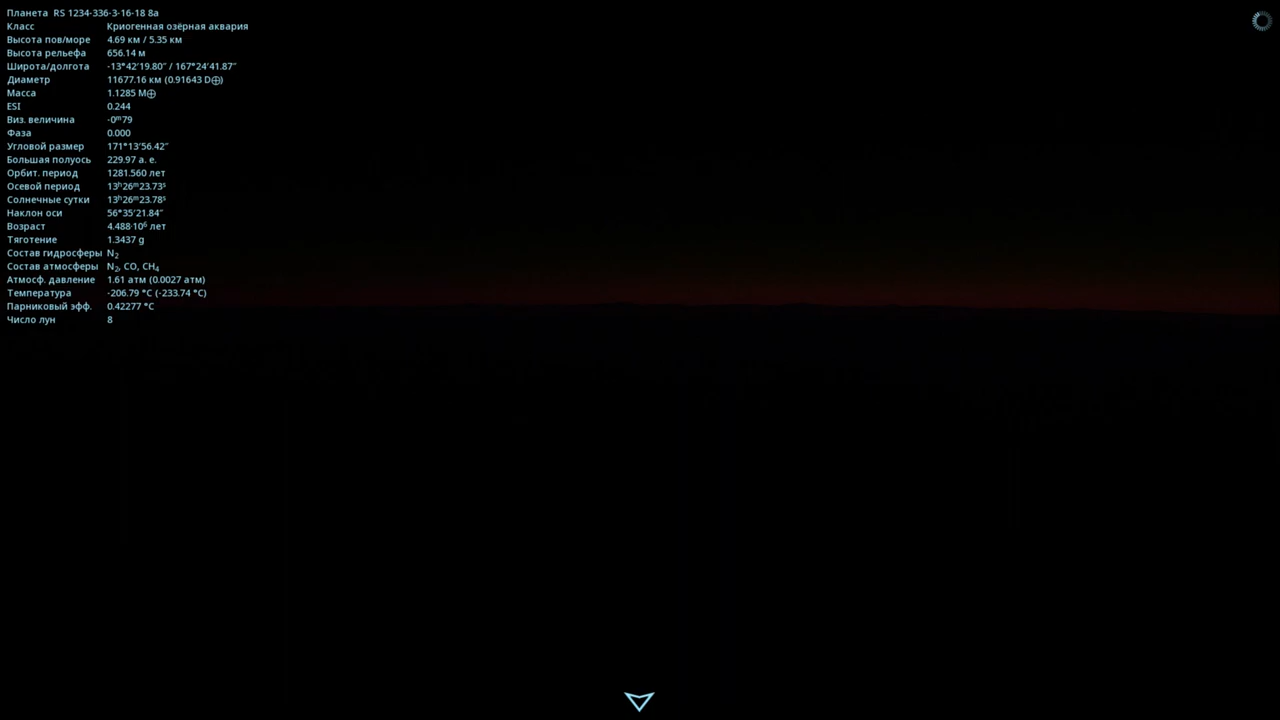 Планета RS 1234-336-3-16-18 8a
Класс Криогенная озёрная аквария
Высота пов/море 4.69 км / 5.35 км
Высота рельефа 656.14 м
Широта/долгота -13°42′19.80″ / 167°24′41.87″
Диаметр 11677.16 км (0.91643 D⊕)
Масса 1.1285 M⊕
ESI 0.244
Виз. величина -0ᵐ79
Фаза 0.000
Угловой размер 171°13′56.42″
Большая полуось 229.97 а. е.
Орбит. период 1281.560 лет
Осевой период 13ʰ26ᵐ23.73ˢ
Солнечные сутки 13ʰ26ᵐ23.78ˢ
Наклон оси 56°35′21.84″
Возраст 4.488·10⁶ лет
Тяготение 1.3437 g
Состав гидросферы N₂
Состав атмосферы N₂, CO, CH₄
Атмосф. давление 1.61 атм (0.0027 атм)
Температура -206.79 °C (-233.74 °C)
Парниковый эфф. 0.42277 °C
Число лун 8